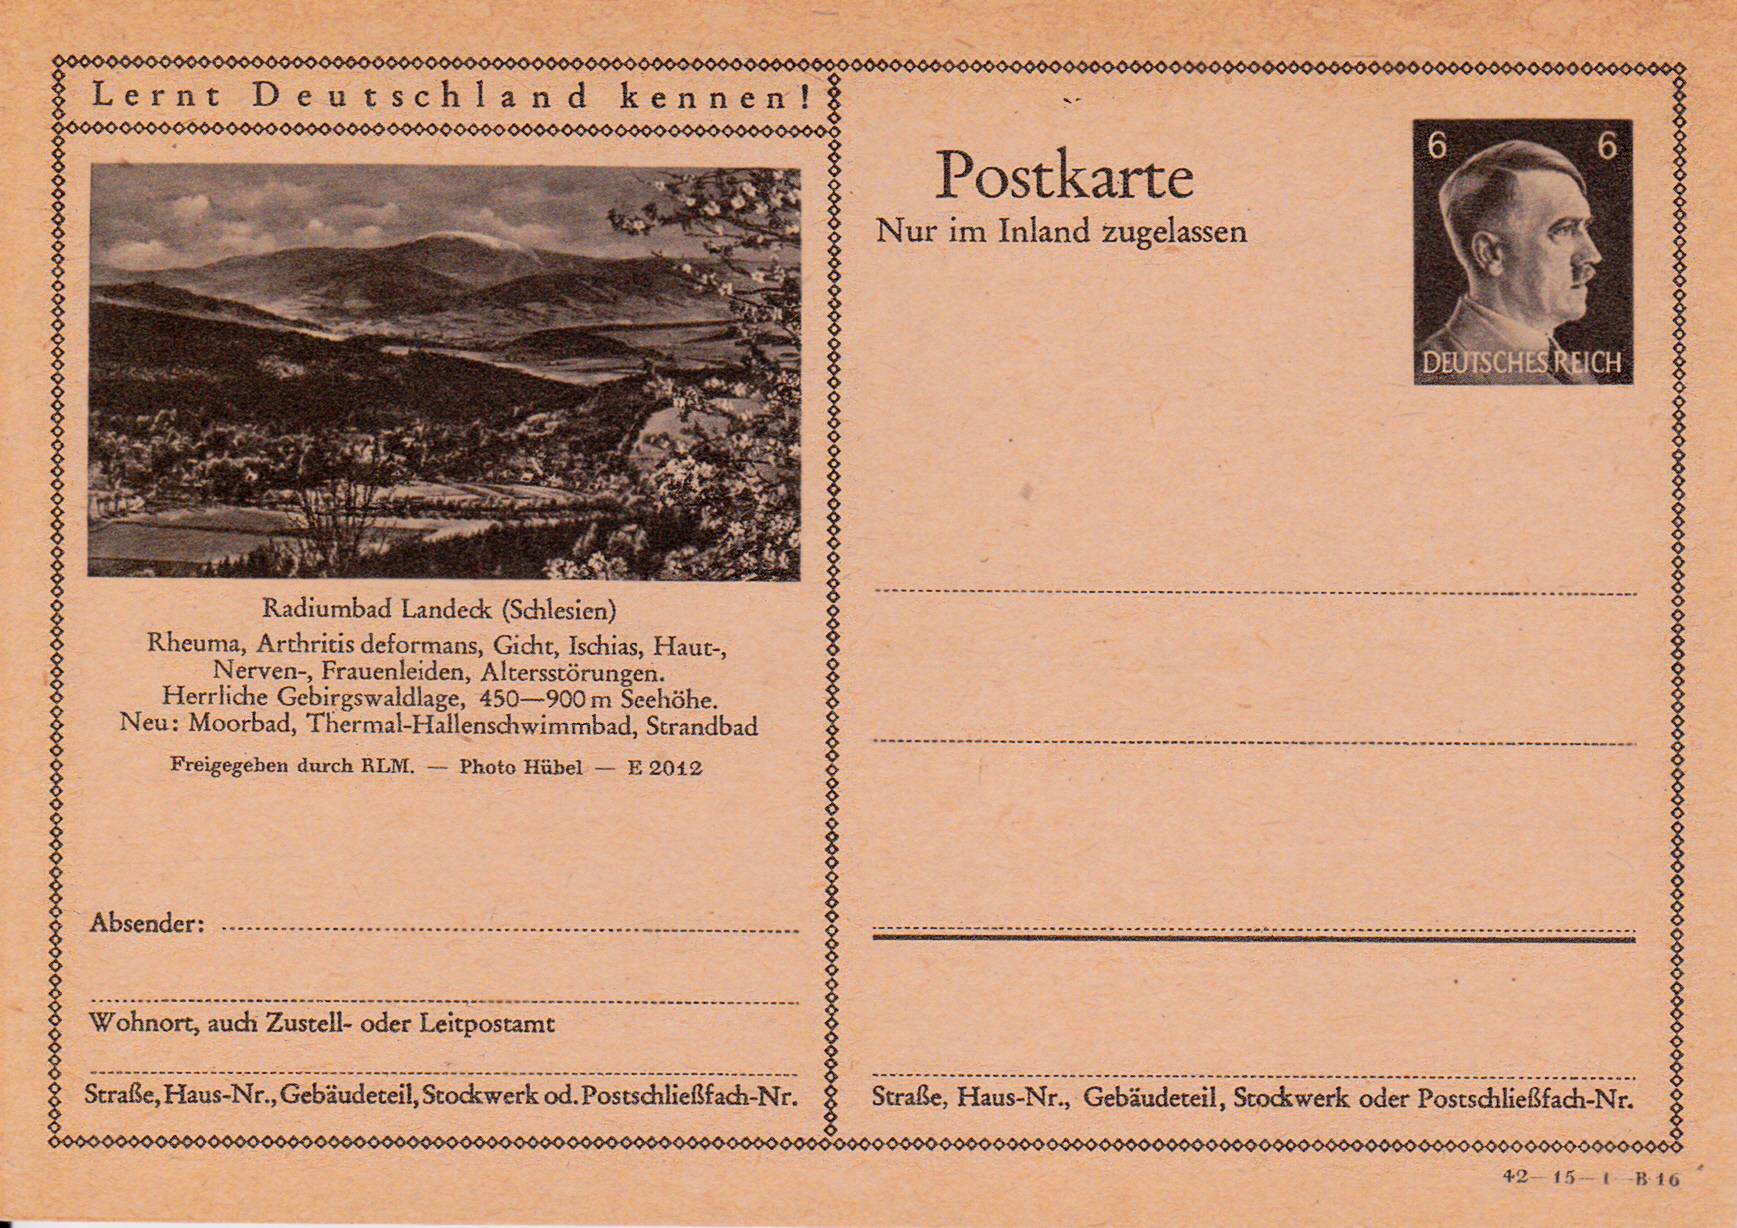 Lernt Deutschland kennen!
Radiumbad Landeck (Schlesien)
Rheuma, Arthritis deformans, Gicht, Ischias, Haut-,
Nerven-, Frauenleiden, Altersstörungen.
Herrliche Gebirgswaldlage, 450—900 m Seehöhe.
Neu: Moorbad, Thermal-Hallenschwimmbad, Strandbad
Freigegeben durch RLM. — Photo Hübel — E 2012
Absender:
Wohnort, auch Zustell- oder Leitpostamt
Straße, Haus-Nr., Gebäudeteil, Stockwerk od. Postschließfach-Nr.
Postkarte
Nur im Inland zugelassen
6 6
DEUTSCHES REICH
Straße, Haus-Nr., Gebäudeteil, Stockwerk oder Postschließfach-Nr.
42—15—1—B 16